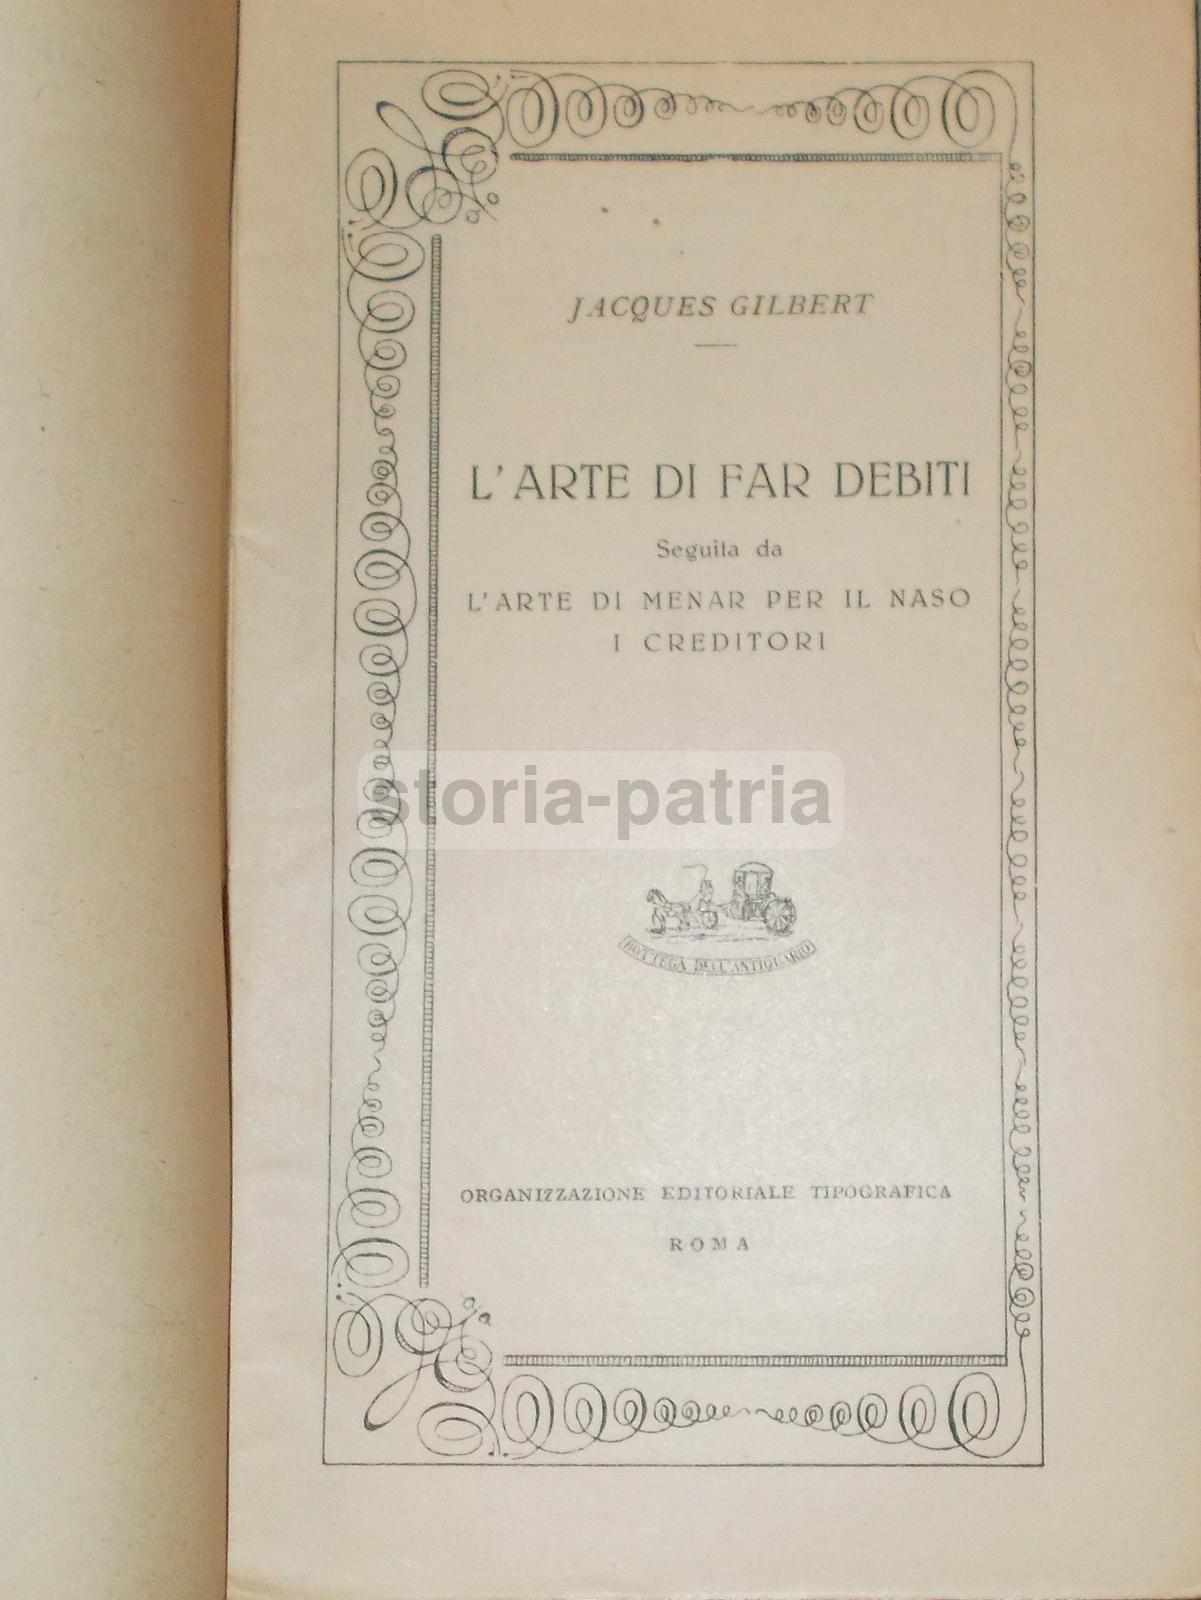 JACQUES GILBERT
L'ARTE DI FAR DEBITI
Seguita da
L'ARTE DI MENAR PER IL NASO
I CREDITORI
storia-patria
BOTTEGA DELL'ANTIQUARIO
ORGANIZZAZIONE EDITORIALE TIPOGRAFICA
ROMA